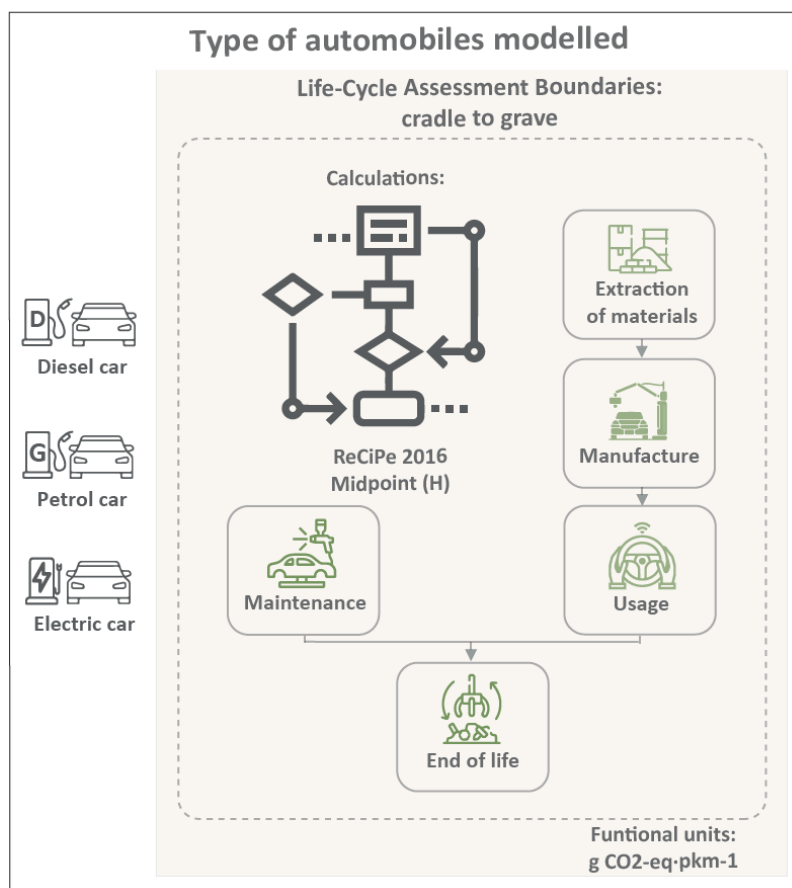 Type of automobiles modelled
Life-Cycle Assessment Boundaries:
cradle to grave
Calculations:
Extraction
of materials
D
Diesel car
Manufacture
G
Petrol car
ReCiPe 2016
Midpoint (H)
Maintenance
Usage
Electric car
End of life
Funtional units:
g CO2-eq·pkm-1